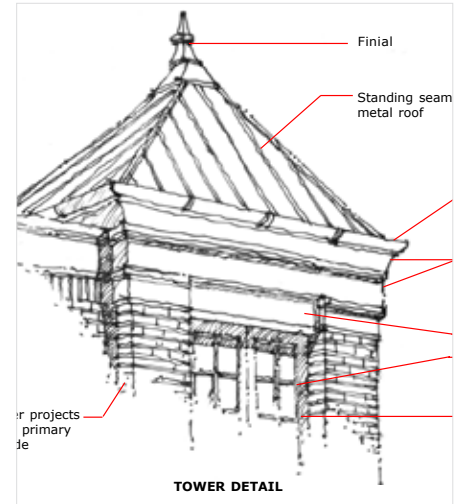 Finial
Standing seam
metal roof
er projects
primary
de
TOWER DETAIL